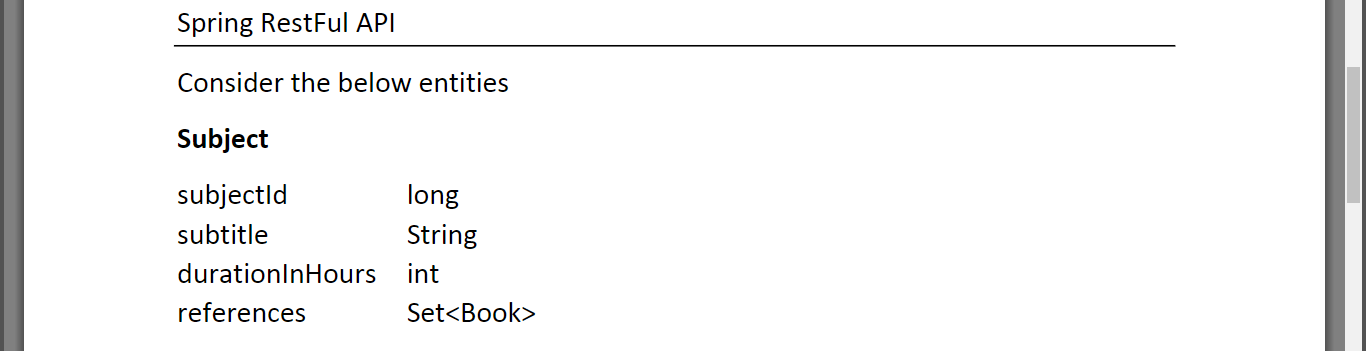 Spring RestFul API
Consider the below entities
Subject
subjectId long
subtitle String
durationInHours int
references Set<Book>